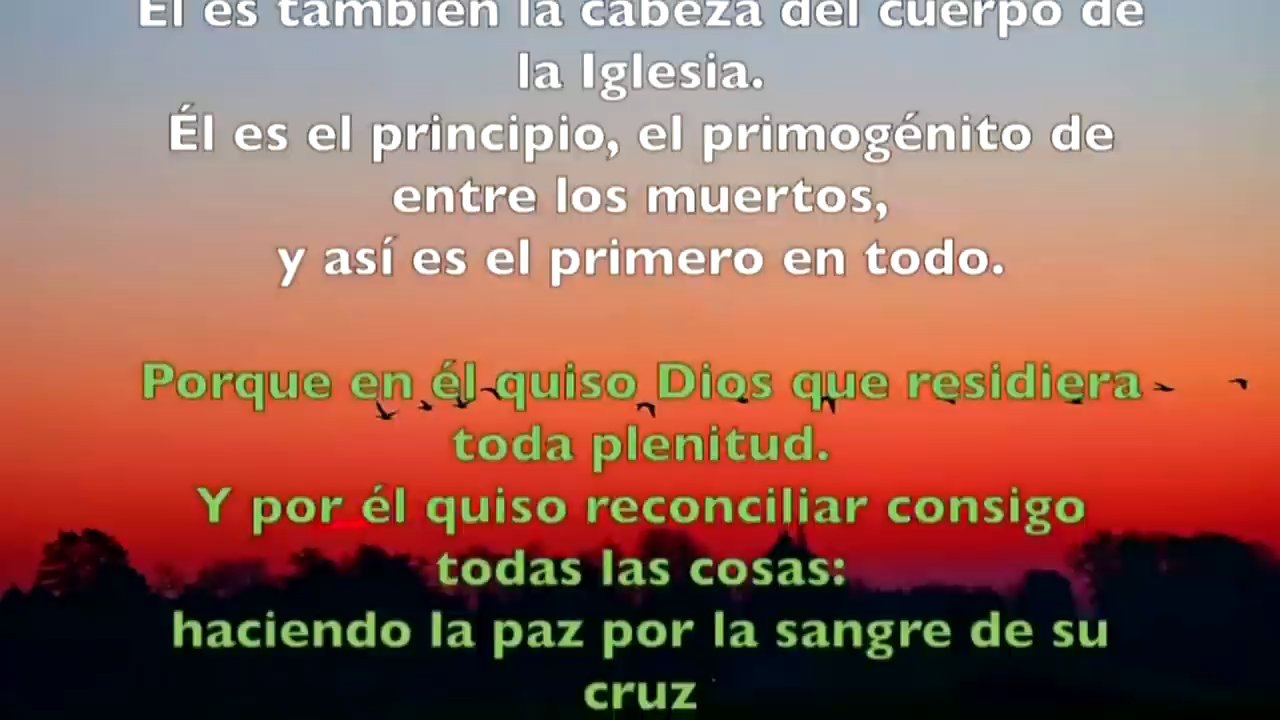 Él es también la cabeza del cuerpo de
la Iglesia.
Él es el principio, el primogénito de
entre los muertos,
y así es el primero en todo.
Porque en él quiso Dios que residiera
toda plenitud.
Y por él quiso reconciliar consigo
todas las cosas:
haciendo la paz por la sangre de su
cruz